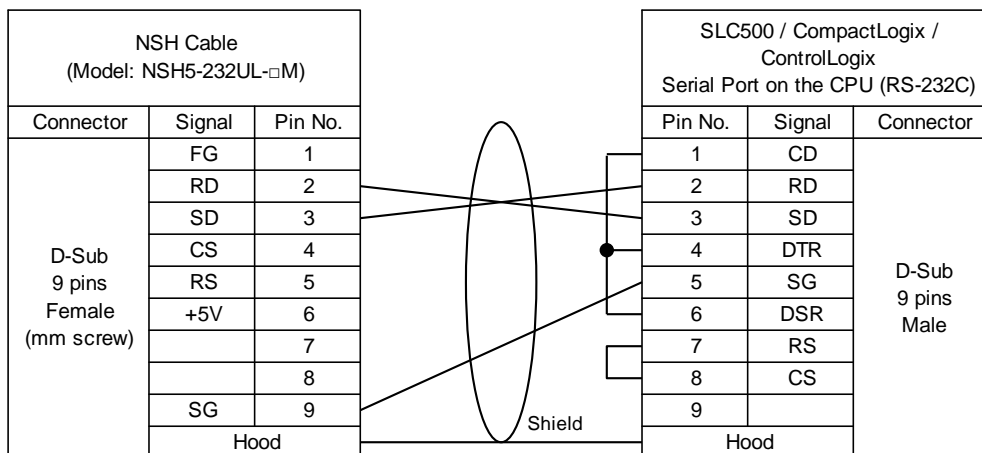 NSH Cable
(Model: NSH5-232UL-□M)
SLC500 / CompactLogix /
ControlLogix
Serial Port on the CPU (RS-232C)
Connector Signal Pin No.
Pin No. Signal Connector
FG 1
1 CD
RD 2
2 RD
SD 3
3 SD
CS 4
4 DTR
RS 5
5 SG
+5V 6
6 DSR
7
7 RS
8
8 CS
SG 9
9
D-Sub
9 pins
Female
(mm screw)
D-Sub
9 pins
Male
Shield
Hood
Hood